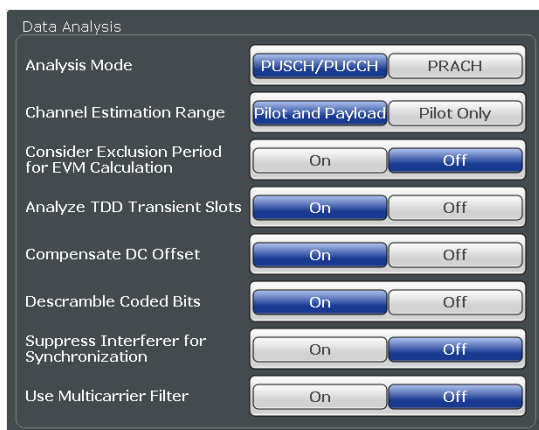 Data Analysis
Analysis Mode PUSCH/PUCCH PRACH
Channel Estimation Range Pilot and Payload Pilot Only
Consider Exclusion Period
for EVM Calculation On Off
Analyze TDD Transient Slots On Off
Compensate DC Offset On Off
Descramble Coded Bits On Off
Suppress Interferer for
Synchronization On Off
Use Multicarrier Filter On Off